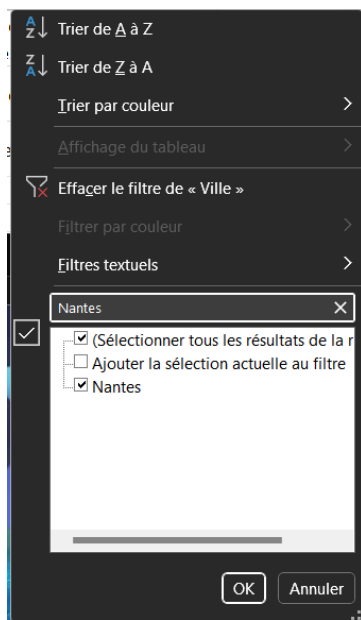 Trier de A à Z
Trier de Z à A
Trier par couleur
Affichage du tableau
Effacer le filtre de « Ville »
Filtrer par couleur
Filtres textuels
Nantes
(Sélectionner tous les résultats de la r
Ajouter la sélection actuelle au filtre
Nantes
OK Annuler